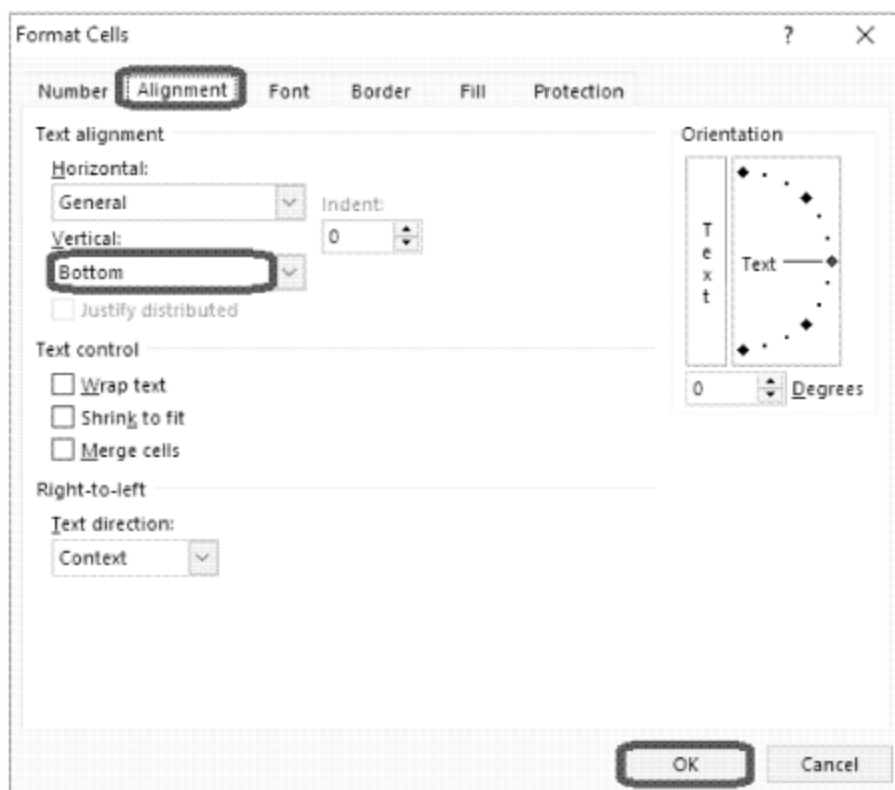 Format Cells ?
Number Alignment Font Border Fill Protection
Text alignment
Horizontal:
General
Indent:
0
Vertical:
Bottom
Justify distributed
Text control
Wrap text
Shrink to fit
Merge cells
Right-to-left
Text direction:
Context
Orientation
Text
Text
0 Degrees
OK Cancel